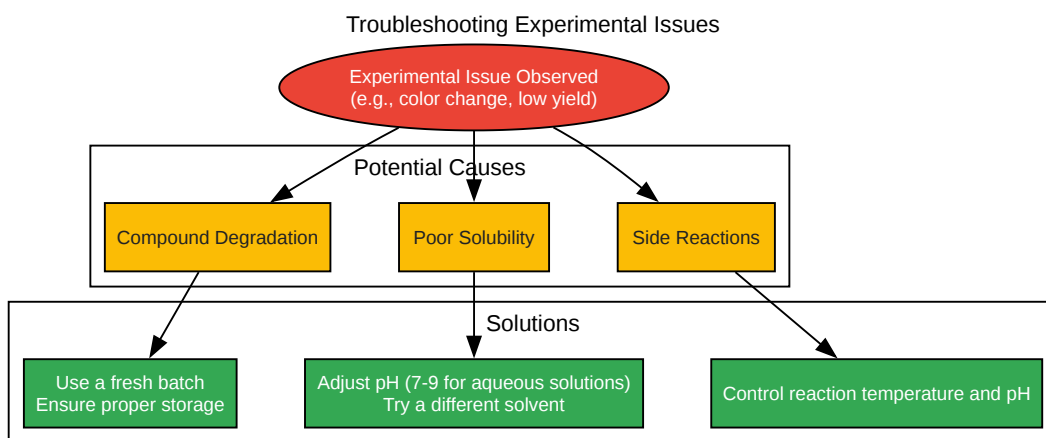 Troubleshooting Experimental Issues
Experimental Issue Observed
(e.g., color change, low yield)
Potential Causes
Compound Degradation
Poor Solubility
Side Reactions
Solutions
Use a fresh batch
Ensure proper storage
Adjust pH (7-9 for aqueous solutions)
Try a different solvent
Control reaction temperature and pH